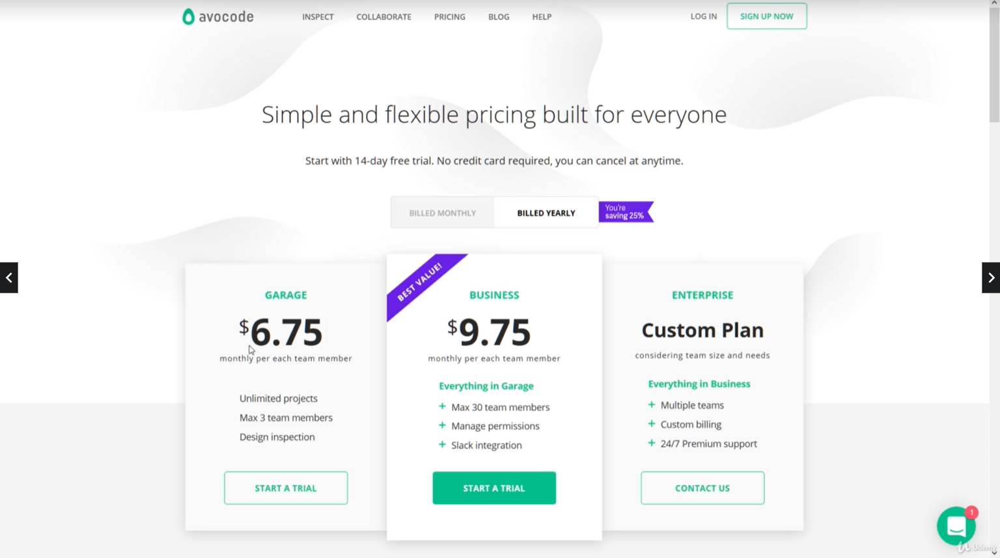 avocode
INSPECT
COLLABORATE
PRICING
BLOG
HELP
LOG IN
SIGN UP NOW
Simple and flexible pricing built for everyone
Start with 14-day free trial. No credit card required, you can cancel at anytime.
BILLED MONTHLY
BILLED YEARLY
You're
saving 25%
GARAGE
$6.75
monthly per each team member
Unlimited projects
Max 3 team members
Design inspection
START A TRIAL
BEST VALUE!
BUSINESS
$9.75
monthly per each team member
Everything in Garage
+ Max 30 team members
+ Manage permissions
+ Slack integration
START A TRIAL
ENTERPRISE
Custom Plan
considering team size and needs
Everything in Business
+ Multiple teams
+ Custom billing
+ 24/7 Premium support
CONTACT US
1
Udemy